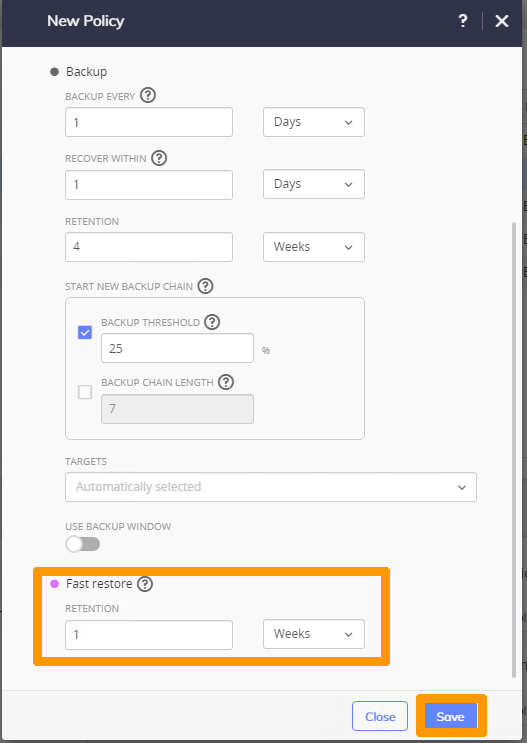 New Policy ? ×
Backup
BACKUP EVERY ?
1 Days
RECOVER WITHIN ?
1 Days
RETENTION
4 Weeks
START NEW BACKUP CHAIN ?
BACKUP THRESHOLD ?
25 %
BACKUP CHAIN LENGTH ?
7
TARGETS
Automatically selected
USE BACKUP WINDOW
Fast restore ?
RETENTION
1 Weeks
Close Save